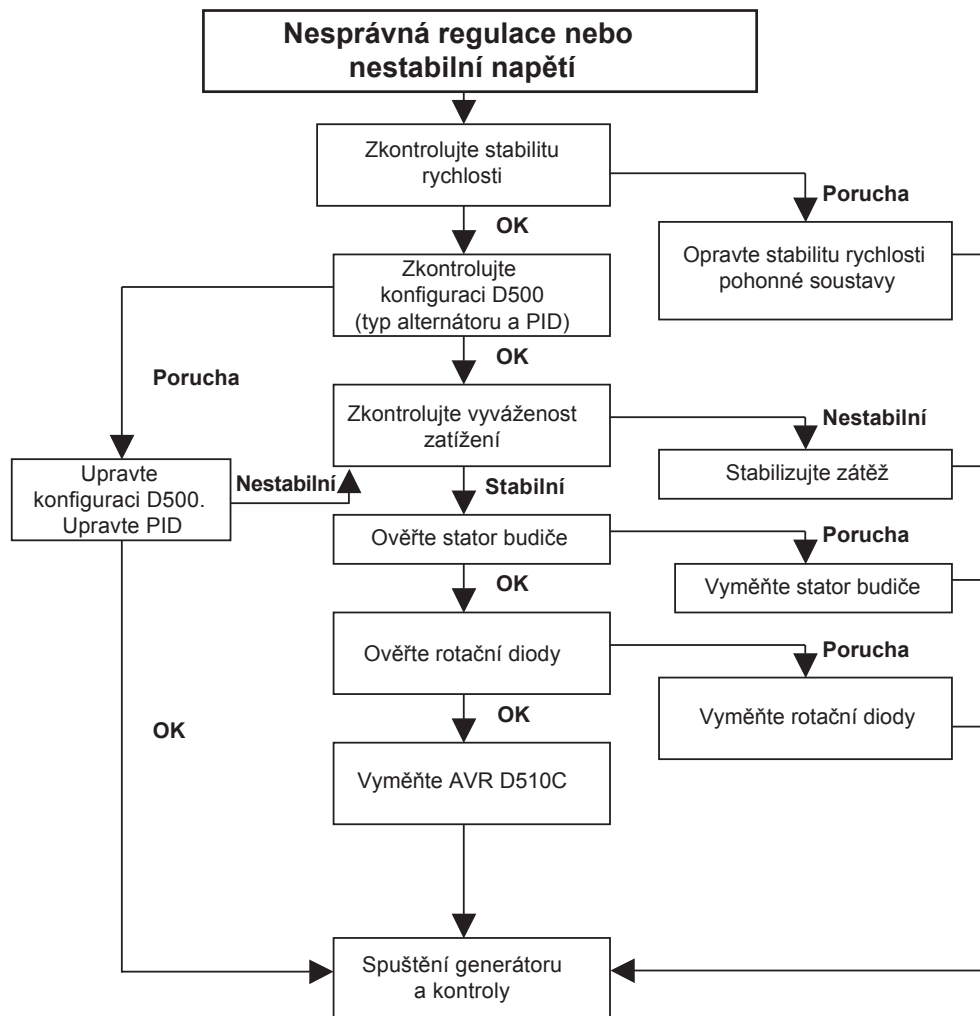 Nesprávná regulace nebo
nestabilní napětí
Zkontrolujte stabilitu
rychlosti
Porucha
OK
Opravte stabilitu rychlosti
pohonné soustavy
Zkontrolujte
konfiguraci D500
(typ alternátoru a PID)
OK
Porucha
Zkontrolujte vyváženost
zatížení
Nestabilní
Stabilizujte zátěž
Upravte
konfiguraci D500.
Upravte PID
Nestabilní
Stabilní
Ověřte stator budiče
Porucha
OK
Vyměňte stator budiče
Ověřte rotační diody
Porucha
OK
Vyměňte rotační diody
OK
Vyměňte AVR D510C
Spuštění generátoru
a kontroly